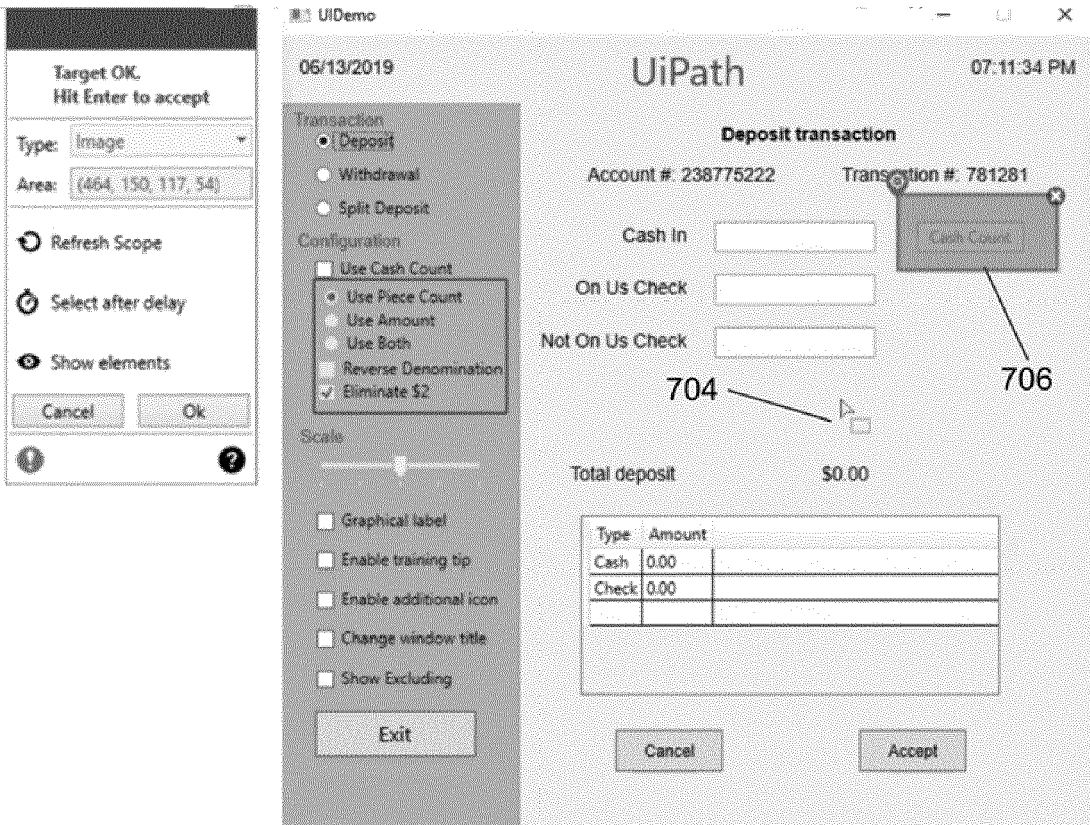 Target OK.
Hit Enter to accept
Type: Image
Area: (464, 150, 117, 54)
Refresh Scope
Select after delay
Show elements
Cancel Ok
UIDemo
06/13/2019 UiPath 07:11:34 PM
Transaction
Deposit
Withdrawal
Split Deposit
Configuration
Use Cash Count
Use Piece Count
Use Amount
Use Both
Reverse Denomination
Eliminate $2
Scale
Graphical label
Enable training tip
Enable additional icon
Change window title
Show Excluding
Exit
Deposit transaction
Account #: 238775222 Transaction #: 781281
Cash In Cash Count
On Us Check
Not On Us Check
704
706
Total deposit $0.00
Type Amount
Cash 0.00
Check 0.00
Cancel Accept